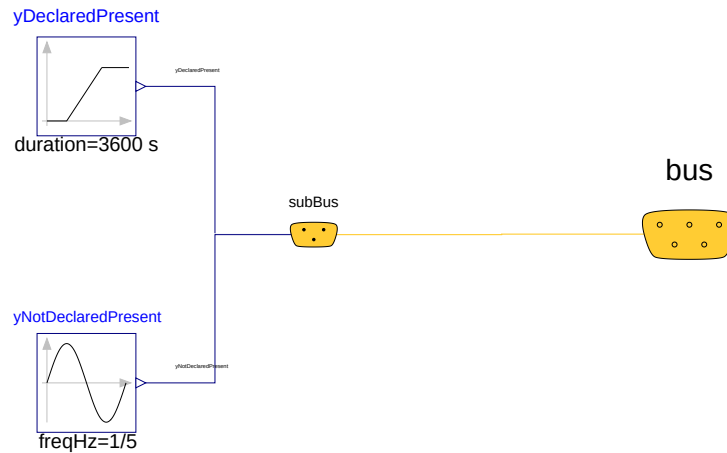 yDeclaredPresent
yDeclaredPresent
duration=3600 s
bus
subBus
yNotDeclaredPresent
yNotDeclaredPresent
freqHz=1/5